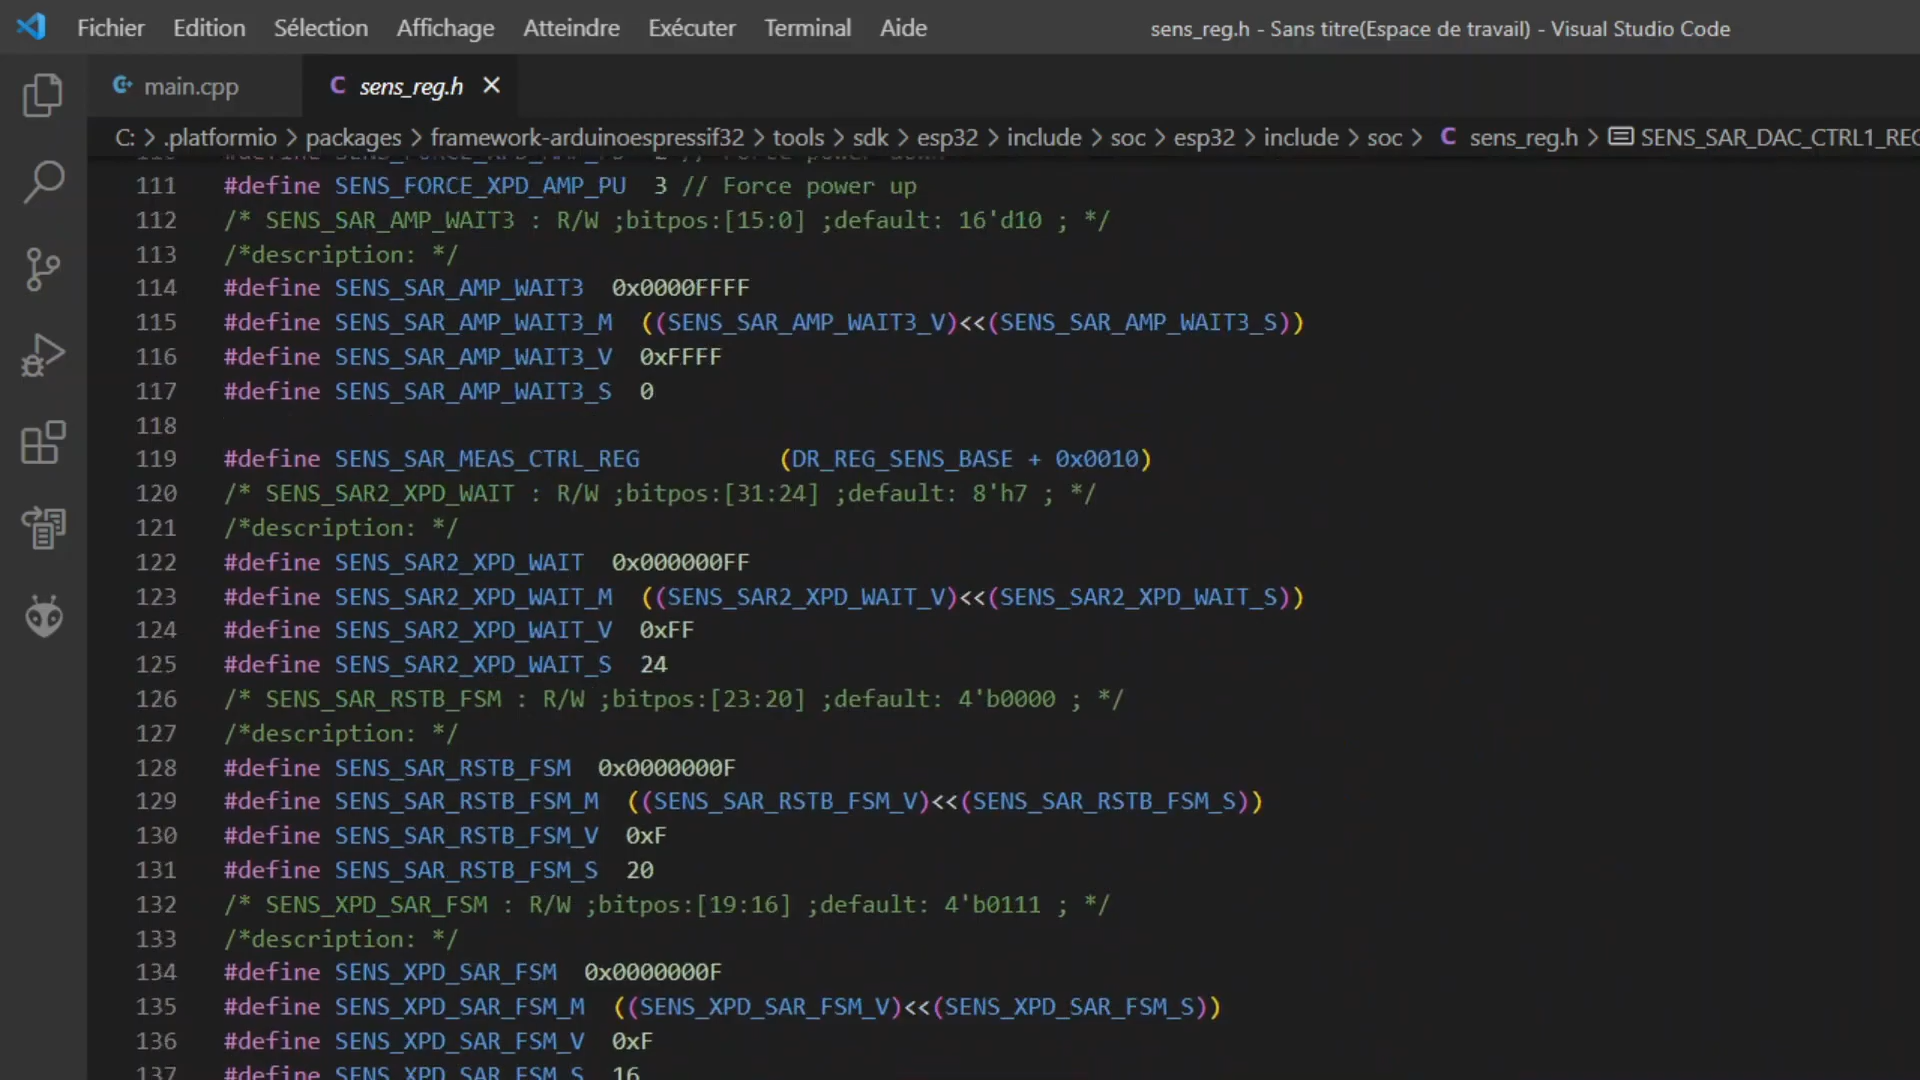 Fichier Edition Sélection Affichage Atteindre Exécuter Terminal Aide sens_reg.h - Sans titre(Espace de travail) - Visual Studio Code
main.cpp C sens_reg.h
C: > .platformio > packages > framework-arduinoespressif32 > tools > sdk > esp32 > include > soc > esp32 > include > soc > C sens_reg.h > SENS_SAR_DAC_CTRL1_REG
111 #define SENS_FORCE_XPD_AMP_PU 3 // Force power up
112 /* SENS_SAR_AMP_WAIT3 : R/W ;bitpos:[15:0] ;default: 16'd10 ; */
113 /*description: */
114 #define SENS_SAR_AMP_WAIT3 0x0000FFFF
115 #define SENS_SAR_AMP_WAIT3_M ((SENS_SAR_AMP_WAIT3_V)<<(SENS_SAR_AMP_WAIT3_S))
116 #define SENS_SAR_AMP_WAIT3_V 0xFFFF
117 #define SENS_SAR_AMP_WAIT3_S 0
118
119 #define SENS_SAR_MEAS_CTRL_REG (DR_REG_SENS_BASE + 0x0010)
120 /* SENS_SAR2_XPD_WAIT : R/W ;bitpos:[31:24] ;default: 8'h7 ; */
121 /*description: */
122 #define SENS_SAR2_XPD_WAIT 0x000000FF
123 #define SENS_SAR2_XPD_WAIT_M ((SENS_SAR2_XPD_WAIT_V)<<(SENS_SAR2_XPD_WAIT_S))
124 #define SENS_SAR2_XPD_WAIT_V 0xFF
125 #define SENS_SAR2_XPD_WAIT_S 24
126 /* SENS_SAR_RSTB_FSM : R/W ;bitpos:[23:20] ;default: 4'b0000 ; */
127 /*description: */
128 #define SENS_SAR_RSTB_FSM 0x0000000F
129 #define SENS_SAR_RSTB_FSM_M ((SENS_SAR_RSTB_FSM_V)<<(SENS_SAR_RSTB_FSM_S))
130 #define SENS_SAR_RSTB_FSM_V 0xF
131 #define SENS_SAR_RSTB_FSM_S 20
132 /* SENS_XPD_SAR_FSM : R/W ;bitpos:[19:16] ;default: 4'b0111 ; */
133 /*description: */
134 #define SENS_XPD_SAR_FSM 0x0000000F
135 #define SENS_XPD_SAR_FSM_M ((SENS_XPD_SAR_FSM_V)<<(SENS_XPD_SAR_FSM_S))
136 #define SENS_XPD_SAR_FSM_V 0xF
137 #define SENS_XPD_SAR_FSM_S 16